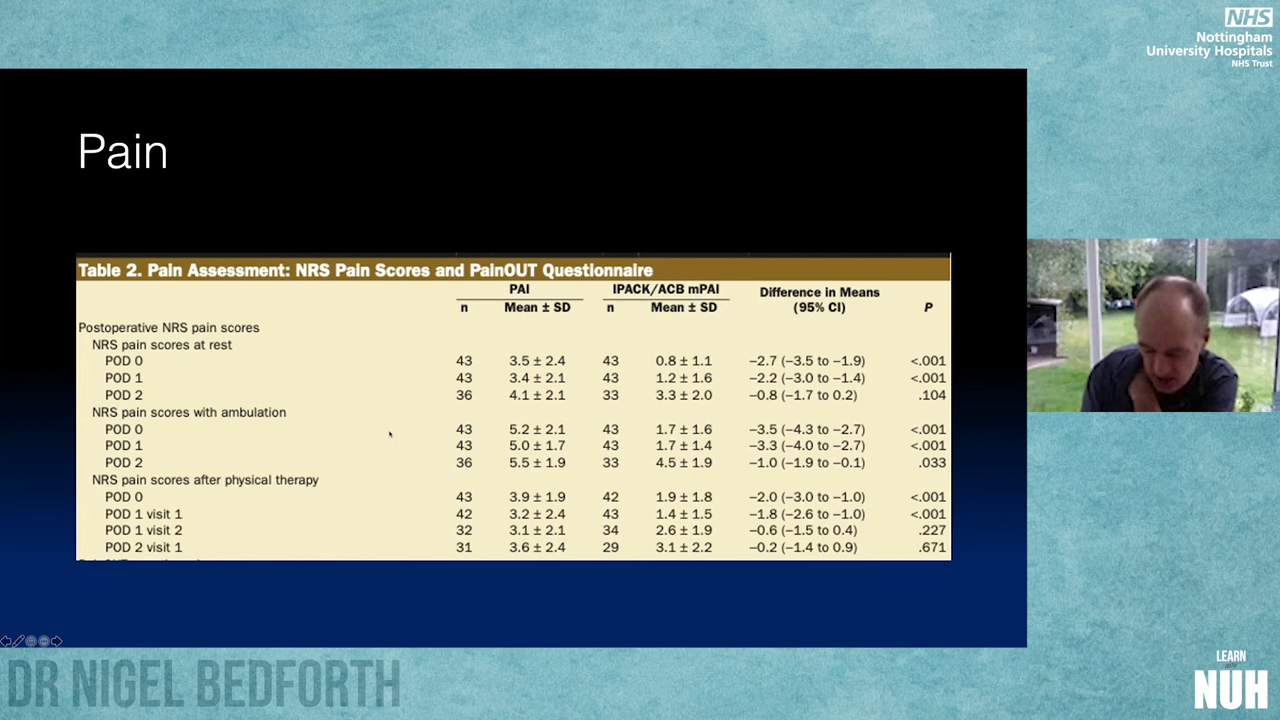 NHS
Nottingham
University Hospitals
NHS Trust
Pain
Table 2. Pain Assessment: NRS Pain Scores and PainOUT Questionnaire
PAI IPACK/ACB mPAI Difference in Means
n Mean ± SD n Mean ± SD (95% CI) P
Postoperative NRS pain scores
NRS pain scores at rest
POD 0 43 3.5 ± 2.4 43 0.8 ± 1.1 −2.7 (−3.5 to −1.9) <.001
POD 1 43 3.4 ± 2.1 43 1.2 ± 1.6 −2.2 (−3.0 to −1.4) <.001
POD 2 36 4.1 ± 2.1 33 3.3 ± 2.0 −0.8 (−1.7 to 0.2) .104
NRS pain scores with ambulation
POD 0 43 5.2 ± 2.1 43 1.7 ± 1.6 −3.5 (−4.3 to −2.7) <.001
POD 1 43 5.0 ± 1.7 43 1.7 ± 1.4 −3.3 (−4.0 to −2.7) <.001
POD 2 36 5.5 ± 1.9 33 4.5 ± 1.9 −1.0 (−1.9 to −0.1) .033
NRS pain scores after physical therapy
POD 0 43 3.9 ± 1.9 42 1.9 ± 1.8 −2.0 (−3.0 to −1.0) <.001
POD 1 visit 1 42 3.2 ± 2.4 43 1.4 ± 1.5 −1.8 (−2.6 to −1.0) <.001
POD 1 visit 2 32 3.1 ± 2.1 34 2.6 ± 1.9 −0.6 (−1.5 to 0.4) .227
POD 2 visit 1 31 3.6 ± 2.4 29 3.1 ± 2.2 −0.2 (−1.4 to 0.9) .671
DR NIGEL BEDFORTH
LEARN
NUH